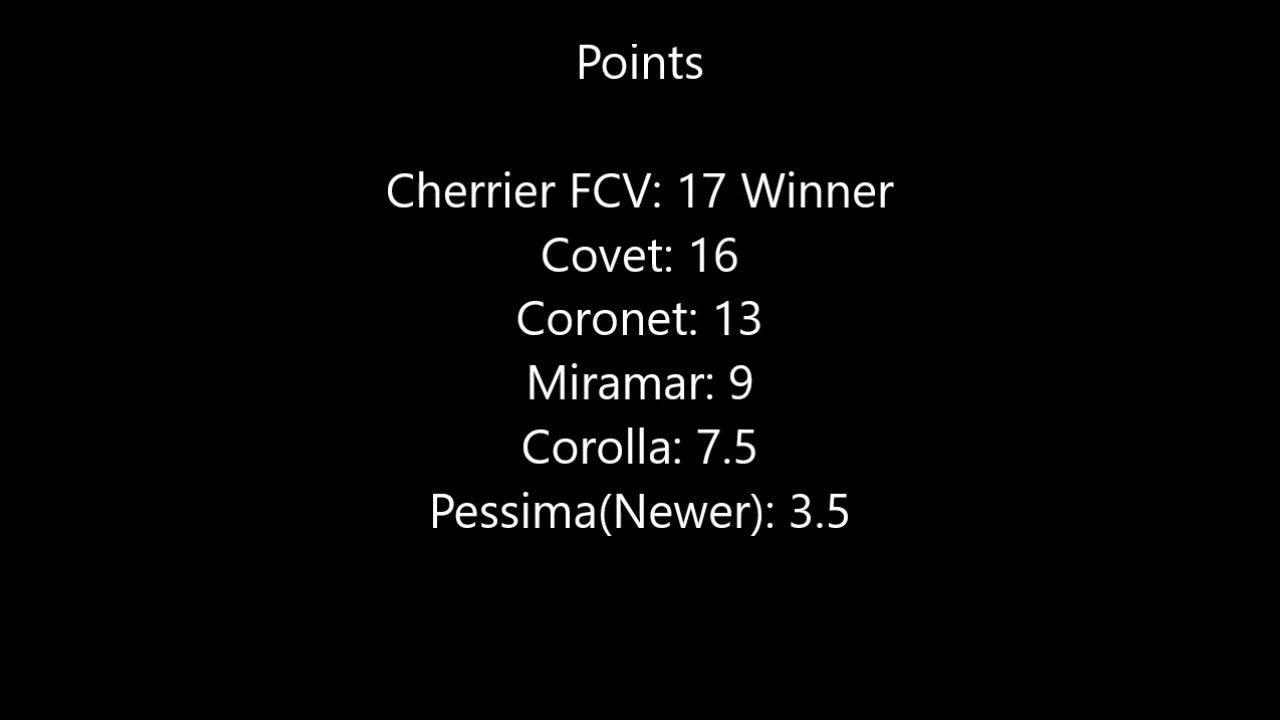 Points
Cherrier FCV: 17 Winner
Covet: 16
Coronet: 13
Miramar: 9
Corolla: 7.5
Pessima(Newer): 3.5